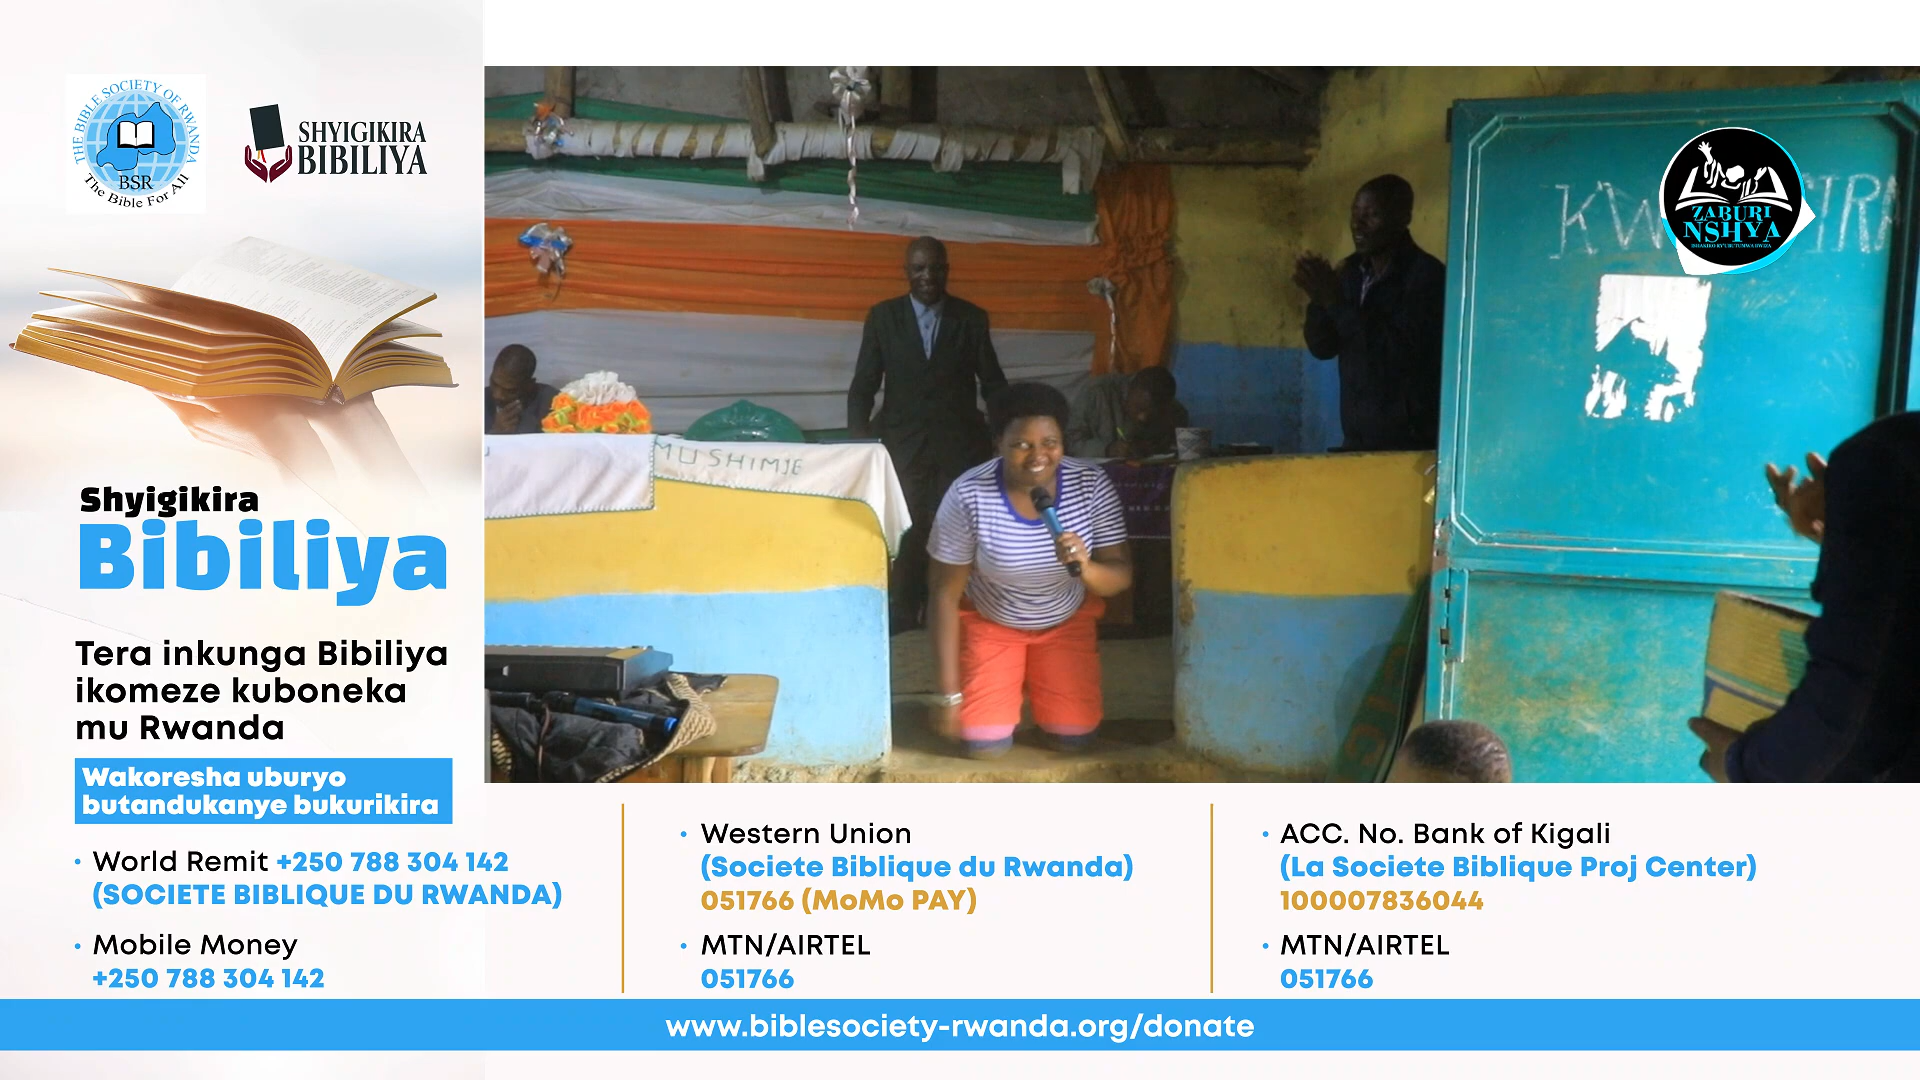 THE BIBLE SOCIETY OF RWANDA
BSR
The Bible For All
SHYIGIKIRA
BIBILIYA
Shyigikira
Bibiliya
Tera inkunga Bibiliya
ikomeze kuboneka
mu Rwanda
Wakoresha uburyo
butandukanye bukurikira
• World Remit +250 788 304 142
(SOCIETE BIBLIQUE DU RWANDA)
• Mobile Money
+250 788 304 142
MU SHIMIE
ZABURI
NSHYA
• Western Union
(Societe Biblique du Rwanda)
051766 (MoMo PAY)
• MTN/AIRTEL
051766
• ACC. No. Bank of Kigali
(La Societe Biblique Proj Center)
100007836044
• MTN/AIRTEL
051766
www.biblesociety-rwanda.org/donate